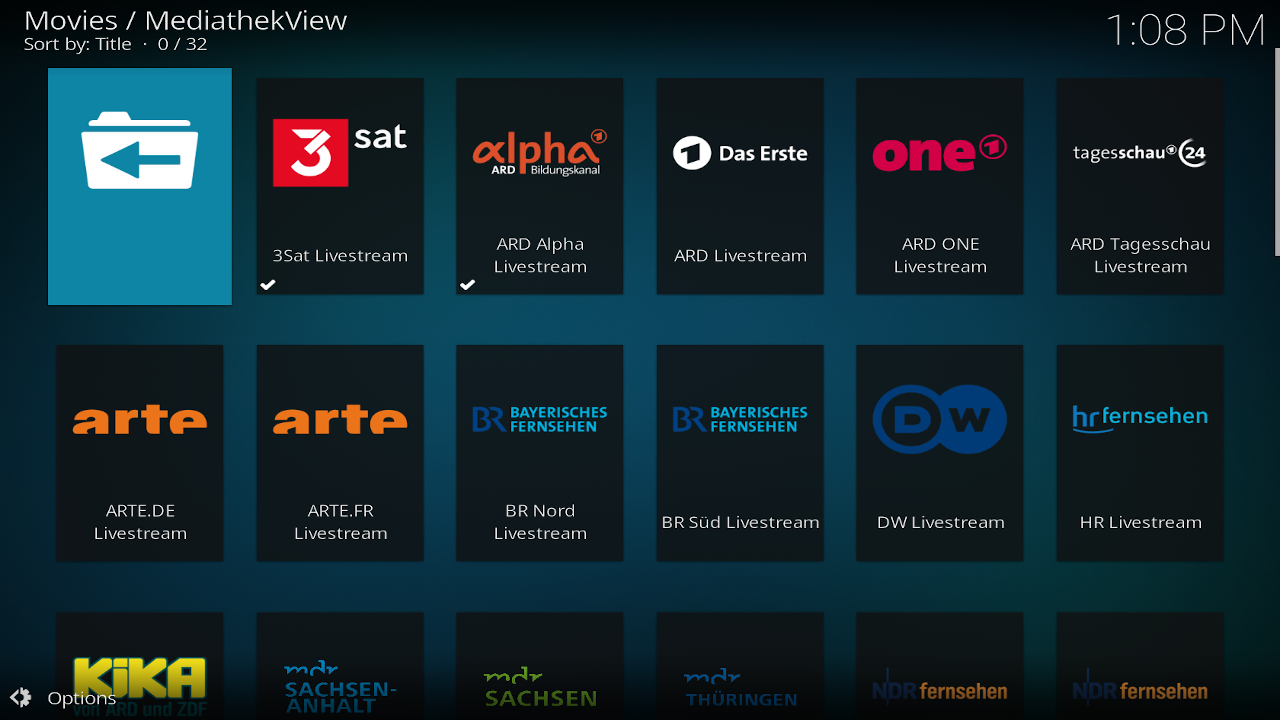 Movies / MediathekView
Sort by: Title · 0 / 32
1:08 PM
3 sat
3Sat Livestream
alpha
ARD Bildungskanal
ARD Alpha
Livestream
1 Das Erste
ARD Livestream
one 1
ARD ONE
Livestream
tagesschau 24
ARD Tagesschau
Livestream
arte
ARTE.DE
Livestream
arte
ARTE.FR
Livestream
BR BAYERISCHES
FERNSEHEN
BR Nord
Livestream
BR BAYERISCHES
FERNSEHEN
BR Süd Livestream
DW
DW Livestream
hr fernsehen
HR Livestream
KiKA
von ARD und ZDF
mdr
SACHSEN-
ANHALT
mdr
SACHSEN
mdr
THÜRINGEN
NDR fernsehen
NDR fernsehen
Options